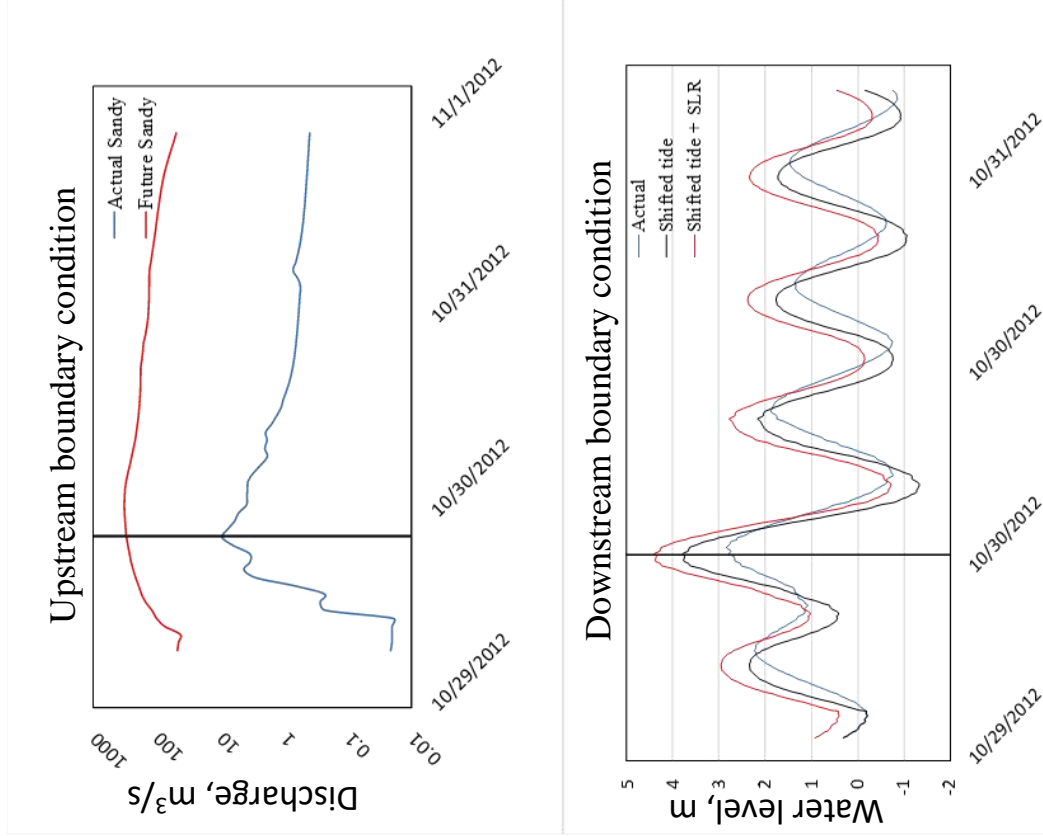 Upstream boundary condition
Actual Sandy
Future Sandy
1000
100
10
1
0.1
0.01
Discharge, m³/s
10/29/2012
10/30/2012
10/31/2012
11/1/2012
Downstream boundary condition
Actual
Shifted tide
Shifted tide + SLR
5
4
3
2
1
0
-1
-2
Water level, m
10/29/2012
10/30/2012
10/30/2012
10/31/2012